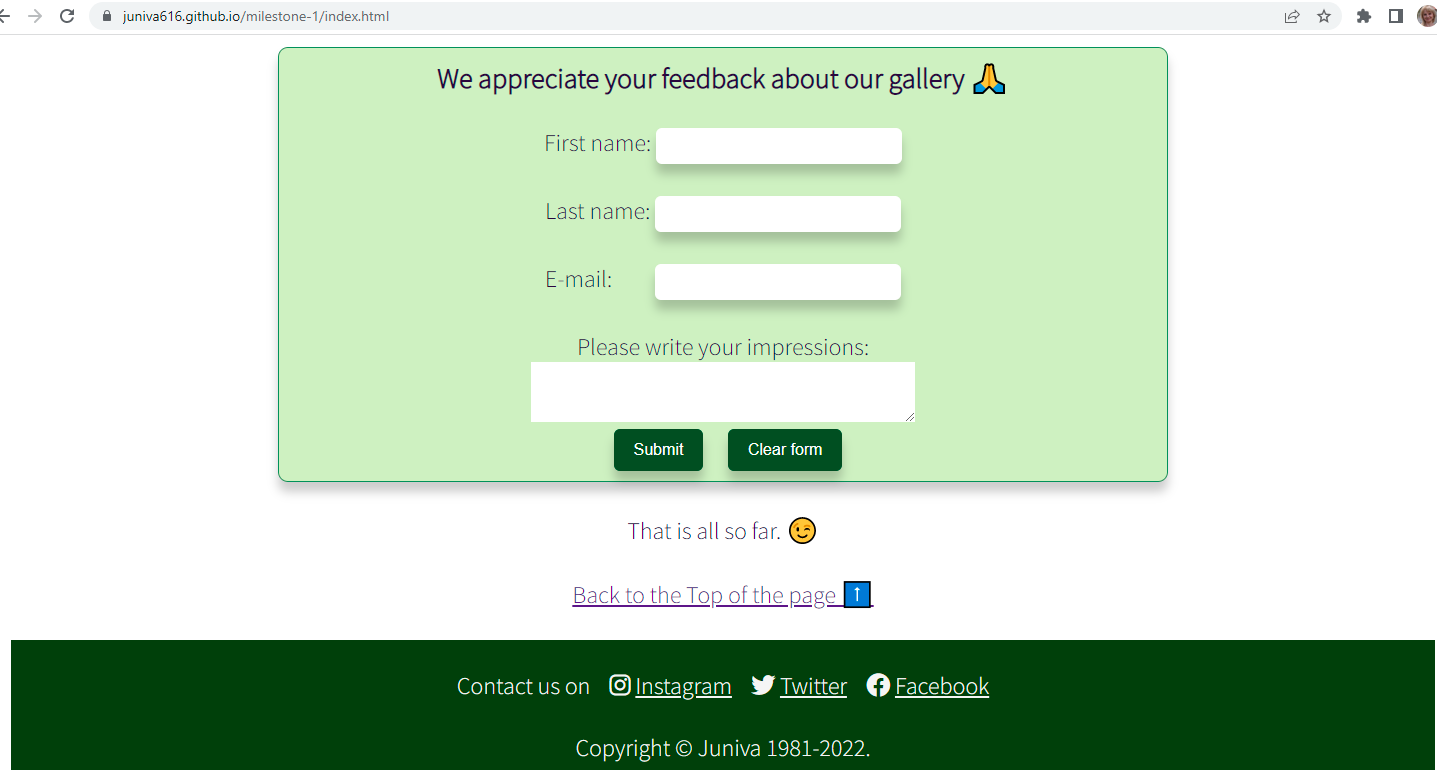 juniva616.github.io/milestone-1/index.html
We appreciate your feedback about our gallery 🙏
First name:
Last name:
E-mail:
Please write your impressions:
Submit Clear form
That is all so far. 😉
Back to the Top of the page ⬆
Contact us on Instagram Twitter Facebook
Copyright © Juniva 1981-2022.